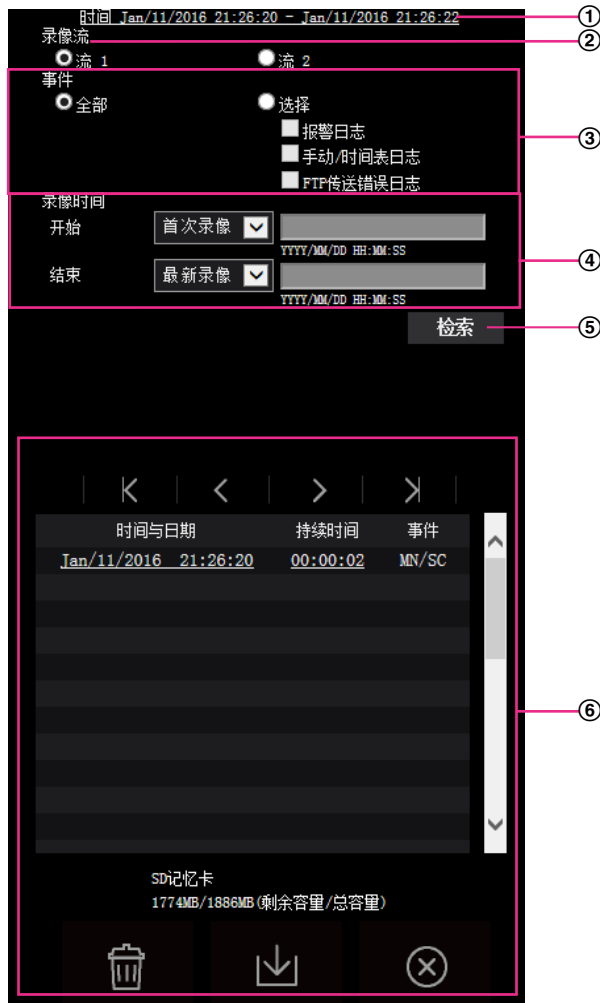 时间 Jan/11/2016 21:26:20 - Jan/11/2016 21:26:22 ①
录像流 ②
流 1 流 2
事件
全部 选择
报警日志 ③
手动/时间表日志
FTP传送错误日志
录像时间
开始 首次录像
YYYY/MM/DD HH:MM:SS ④
结束 最新录像
YYYY/MM/DD HH:MM:SS
检索 ⑤
时间与日期 持续时间 事件
Jan/11/2016 21:26:20 00:00:02 MN/SC
⑥
SD记忆卡
1774MB/1886MB(剩余容量/总容量)